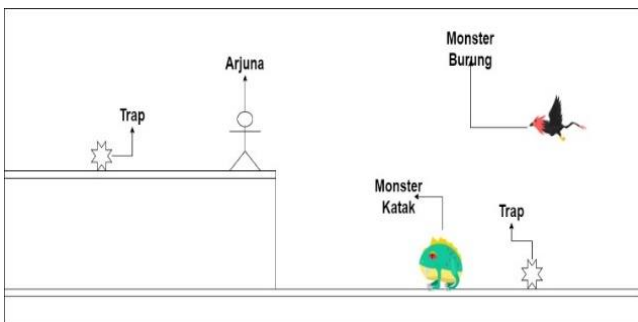 Monster
Burung
Arjuna
Trap
Monster
Katak
Trap